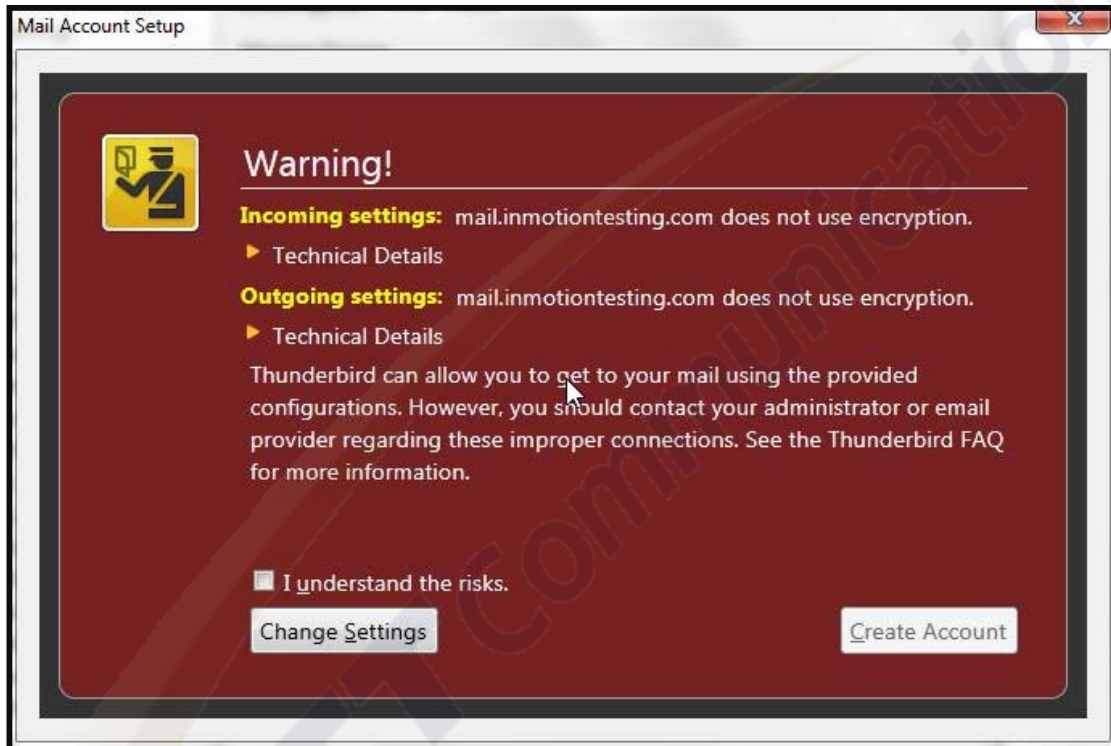 Mail Account Setup
Warning!
Incoming settings: mail.inmotiontesting.com does not use encryption.
Technical Details
Outgoing settings: mail.inmotiontesting.com does not use encryption.
Technical Details
Thunderbird can allow you to get to your mail using the provided
configurations. However, you should contact your administrator or email
provider regarding these improper connections. See the Thunderbird FAQ
for more information.
I understand the risks.
Change Settings
Create Account